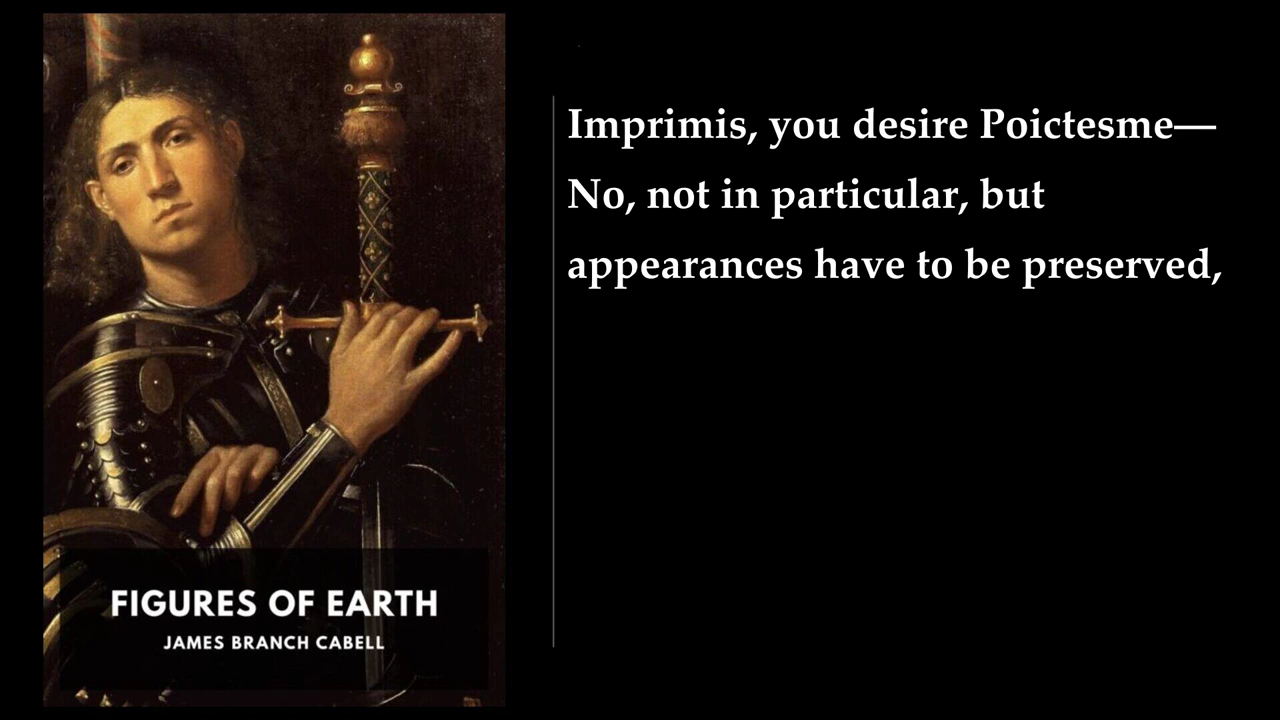 Imprimis, you desire Poictesme—
No, not in particular, but
appearances have to be preserved,
FIGURES OF EARTH
JAMES BRANCH CABELL